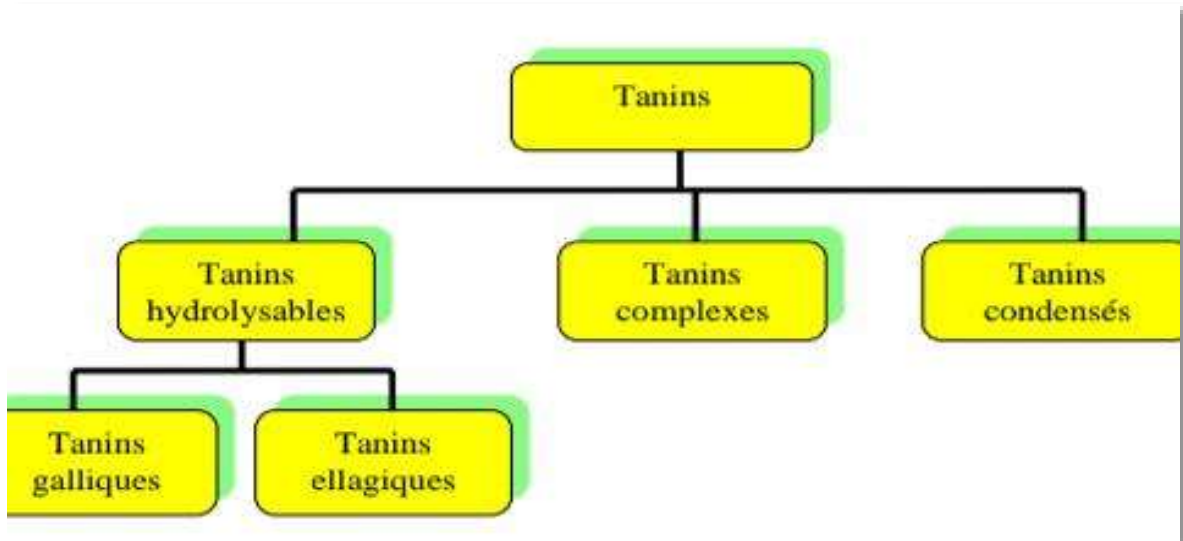 Tanins
Tanins
hydrolysables
Tanins
complexes
Tanins
condensés
Tanins
galliques
Tanins
ellagiques